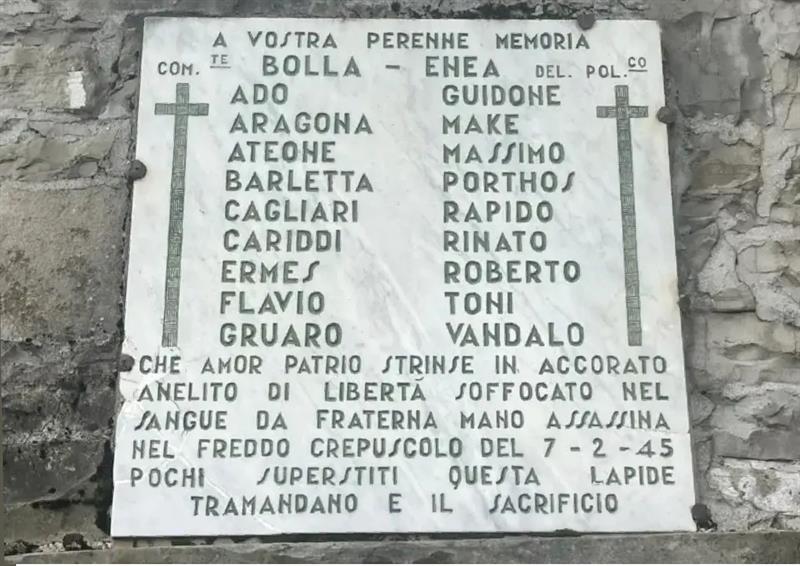 A VOSTRA PERENNE MEMORIA
COM.TE BOLLA - ENEA DEL. POL.CO
ADO GUIDONE
ARAGONA MAKE
ATEONE MASSIMO
BARLETTA PORTHOS
CAGLIARI RAPIDO
CARIDDI RINATO
ERMES ROBERTO
FLAVIO TONI
GRUARO VANDALO
CHE AMOR PATRIO STRINSE IN ACCORATO
ANELITO DI LIBERTĂ SOFFOCATO NEL
SANGUE DA FRATERNA MANO ASSASSINA
NEL FREDDO CREPUSCOLO DEL 7-2-45
POCHI SUPERSTITI QUESTA LAPIDE
TRAMANDANO E IL SACRIFICIO